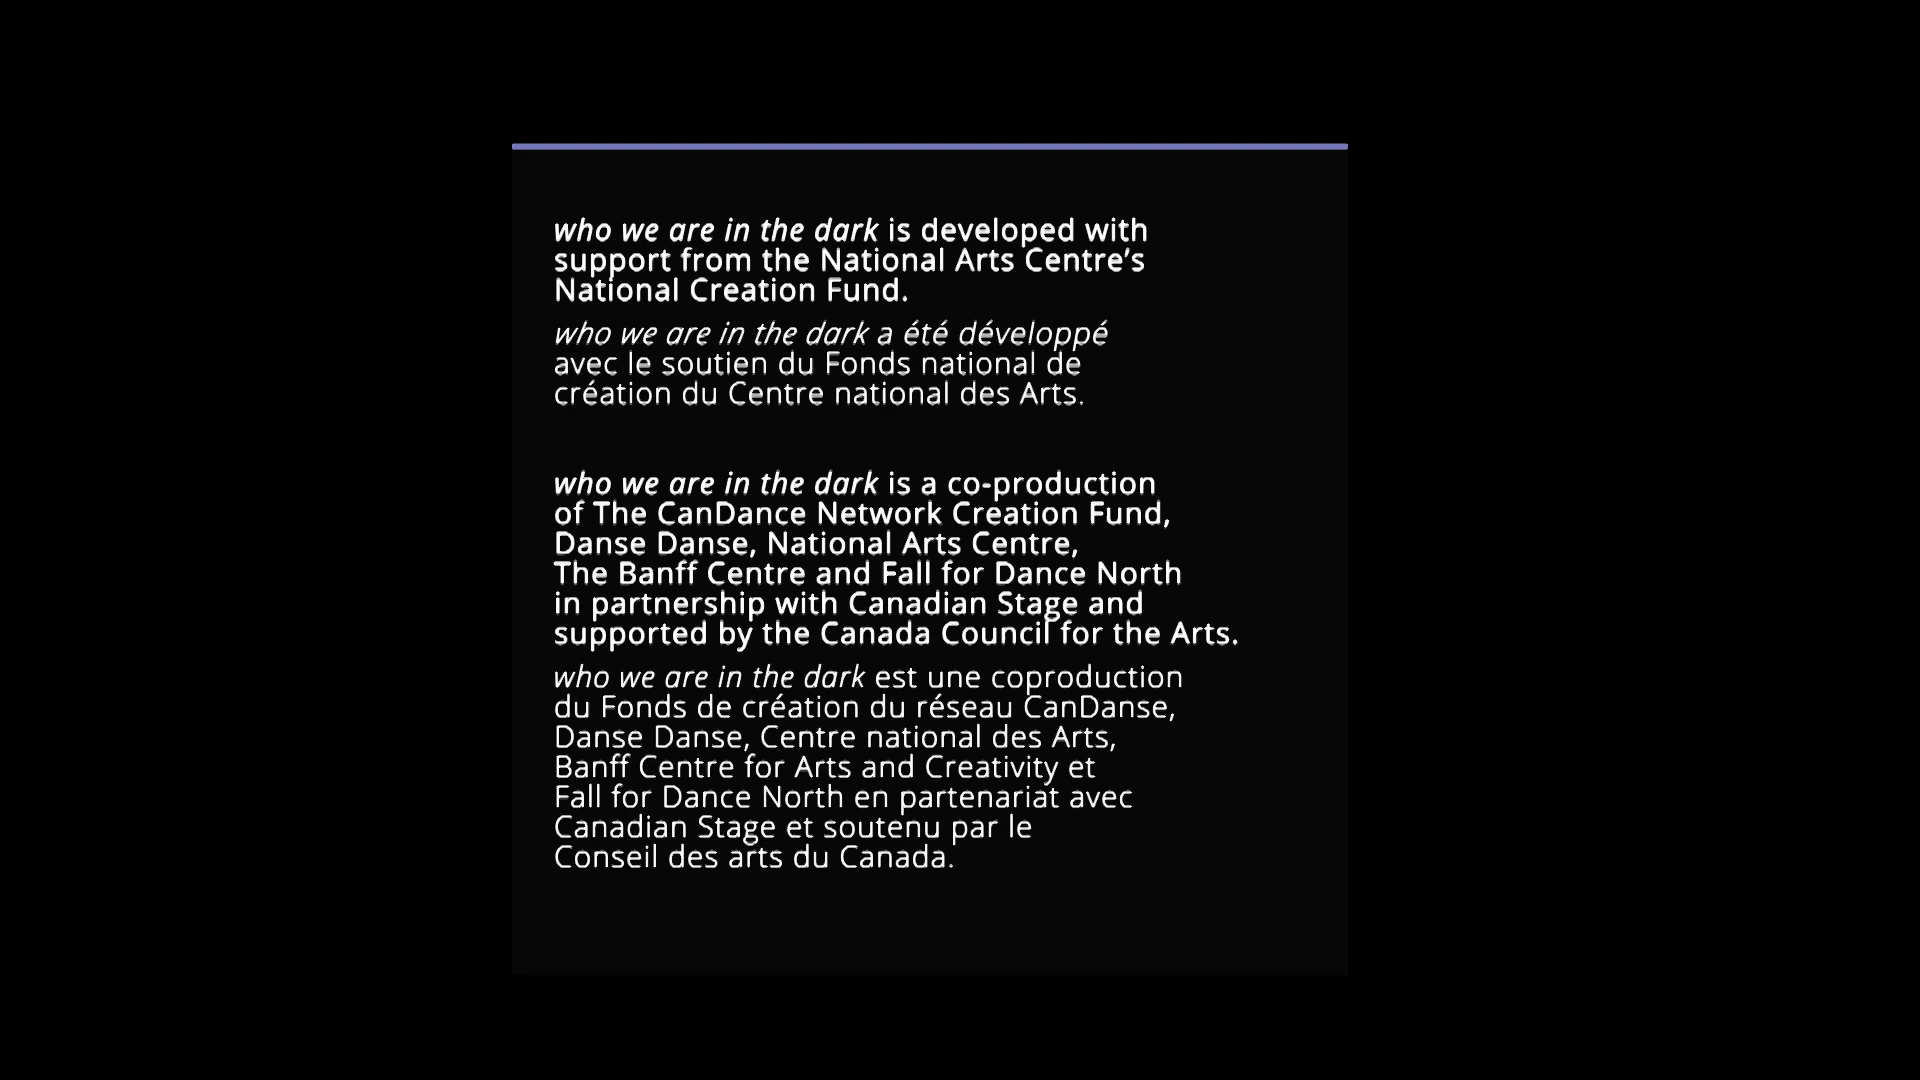 who we are in the dark is developed with
support from the National Arts Centre’s
National Creation Fund.
who we are in the dark a été développé
avec le soutien du Fonds national de
création du Centre national des Arts.
who we are in the dark is a co-production
of The CanDance Network Creation Fund,
Danse Danse, National Arts Centre,
The Banff Centre and Fall for Dance North
in partnership with Canadian Stage and
supported by the Canada Council for the Arts.
who we are in the dark est une coproduction
du Fonds de création du réseau CanDanse,
Danse Danse, Centre national des Arts,
Banff Centre for Arts and Creativity et
Fall for Dance North en partenariat avec
Canadian Stage et soutenu par le
Conseil des arts du Canada.